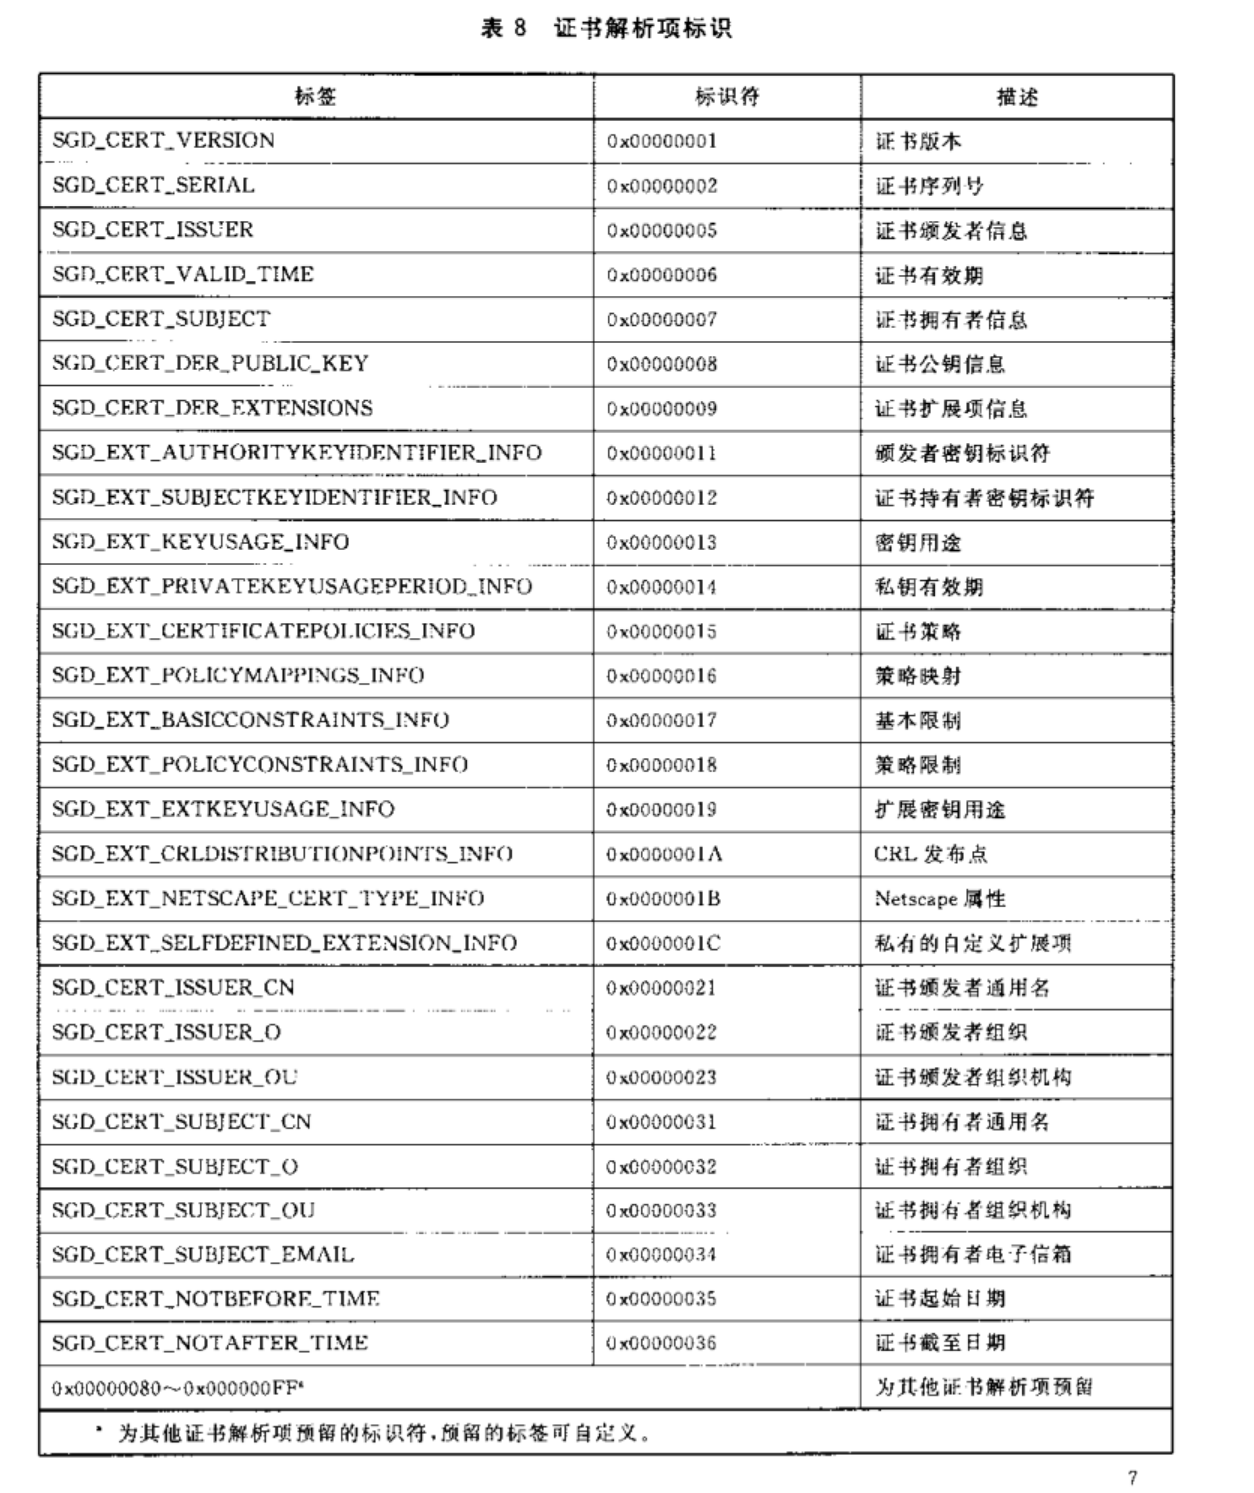 表 8 证书解析项标识
标签 标识符 描述
SGD_CERT_VERSION 0x00000001 证书版本
SGD_CERT_SERIAL 0x00000002 证书序列号
SGD_CERT_ISSUER 0x00000005 证书颁发者信息
SGD_CERT_VALID_TIME 0x00000006 证书有效期
SGD_CERT_SUBJECT 0x00000007 证书拥有者信息
SGD_CERT_DER_PUBLIC_KEY 0x00000008 证书公钥信息
SGD_CERT_DER_EXTENSIONS 0x00000009 证书扩展项信息
SGD_EXT_AUTHORITYKEYIDENTIFIER_INFO 0x00000011 颁发者密钥标识符
SGD_EXT_SUBJECTKEYIDENTIFIER_INFO 0x00000012 证书持有者密钥标识符
SGD_EXT_KEYUSAGE_INFO 0x00000013 密钥用途
SGD_EXT_PRIVATEKEYUSAGEPERIOD_INFO 0x00000014 私钥有效期
SGD_EXT_CERTIFICATEPOLICIES_INFO 0x00000015 证书策略
SGD_EXT_POLICYMAPPINGS_INFO 0x00000016 策略映射
SGD_EXT_BASICCONSTRAINTS_INFO 0x00000017 基本限制
SGD_EXT_POLICYCONSTRAINTS_INFO 0x00000018 策略限制
SGD_EXT_EXTKEYUSAGE_INFO 0x00000019 扩展密钥用途
SGD_EXT_CRLDISTRIBUTIONPOINTS_INFO 0x0000001A CRL 发布点
SGD_EXT_NETSCAPE_CERT_TYPE_INFO 0x0000001B Netscape 属性
SGD_EXT_SELFDEFINED_EXTENSION_INFO 0x0000001C 私有的自定义扩展项
SGD_CERT_ISSUER_CN 0x00000021 证书颁发者通用名
SGD_CERT_ISSUER_O 0x00000022 证书颁发者组织
SGD_CERT_ISSUER_OU 0x00000023 证书颁发者组织机构
SGD_CERT_SUBJECT_CN 0x00000031 证书拥有者通用名
SGD_CERT_SUBJECT_O 0x00000032 证书拥有者组织
SGD_CERT_SUBJECT_OU 0x00000033 证书拥有者组织机构
SGD_CERT_SUBJECT_EMAIL 0x00000034 证书拥有者电子信箱
SGD_CERT_NOTBEFORE_TIME 0x00000035 证书起始日期
SGD_CERT_NOTAFTER_TIME 0x00000036 证书截至日期
0x00000080～0x000000FFª 为其他证书解析项预留
ª 为其他证书解析项预留的标识符，预留的标签可自定义。
7